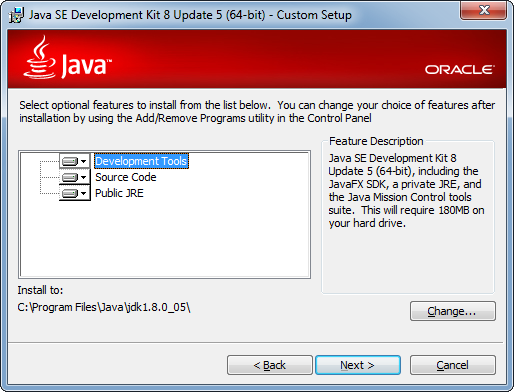 Java SE Development Kit 8 Update 5 (64-bit) - Custom Setup
Java™
ORACLE®
Select optional features to install from the list below. You can change your choice of features after
installation by using the Add/Remove Programs utility in the Control Panel
Development Tools
Source Code
Public JRE
Feature Description
Java SE Development Kit 8
Update 5 (64-bit), including the
JavaFX SDK, a private JRE, and
the Java Mission Control tools
suite. This will require 180MB on
your hard drive.
Install to:
C:\Program Files\Java\jdk1.8.0_05\
Change...
< Back
Next >
Cancel